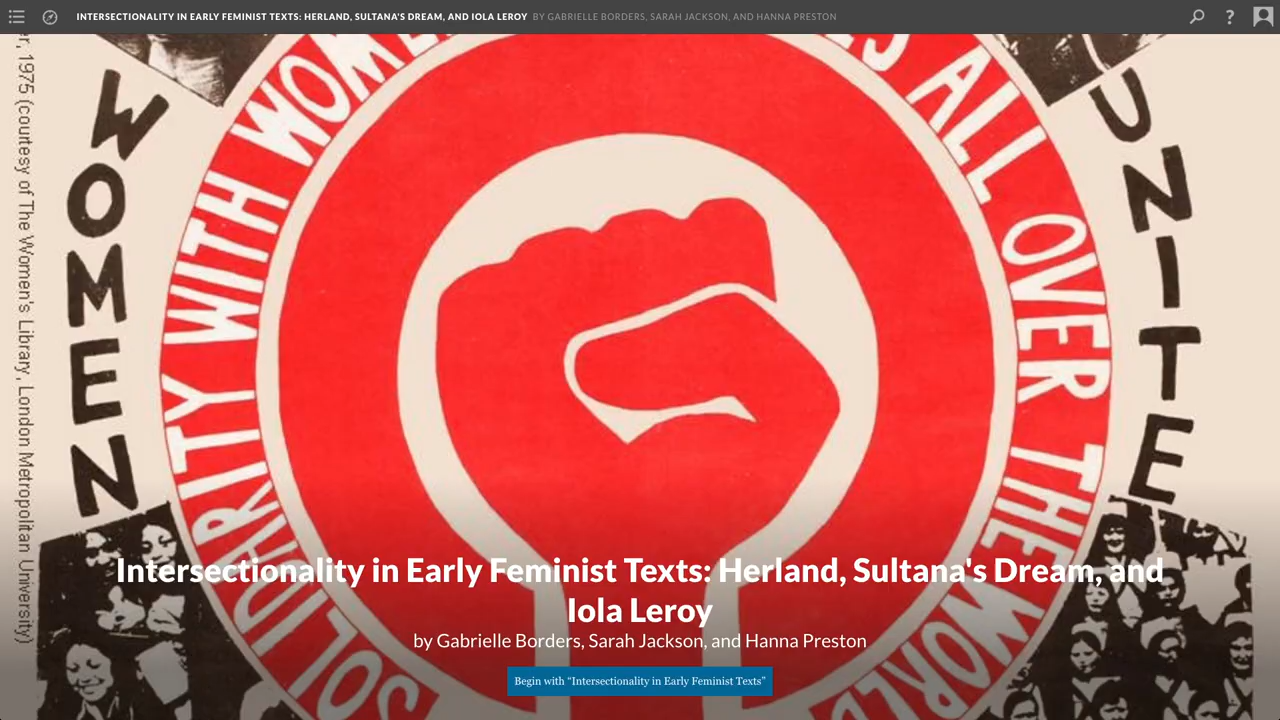 INTERSECTIONALITY IN EARLY FEMINIST TEXTS: HERLAND, SULTANA'S DREAM, AND IOLA LEROY BY GABRIELLE BORDERS, SARAH JACKSON, AND HANNA PRESTON
?
1975 (courtesy of The Women's Library, London Metropolitan University)
WOMEN
UNITE
SOLIDARITY WITH WOMEN
ALL OVER THE WORLD
Intersectionality in Early Feminist Texts: Herland, Sultana's Dream, and
Iola Leroy
by Gabrielle Borders, Sarah Jackson, and Hanna Preston
Begin with “Intersectionality in Early Feminist Texts”